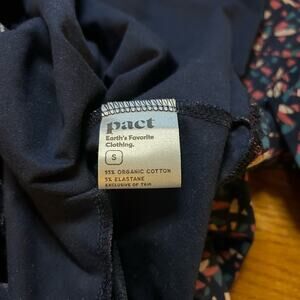 pact
Earth's Favorite
Clothing.
S
95% ORGANIC COTTON
5% ELASTANE
EXCLUSIVE OF TRIM